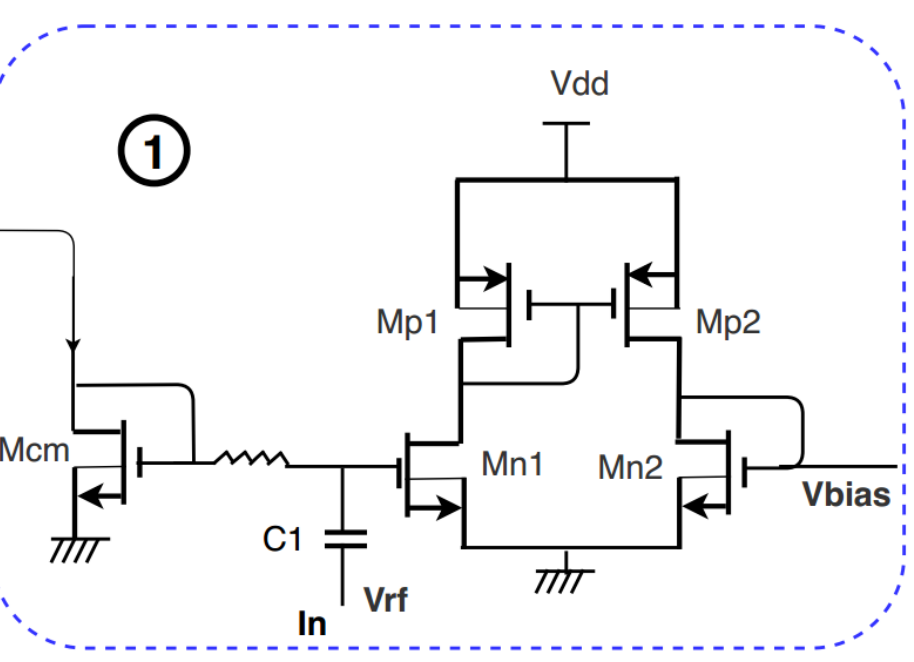 Vdd
1
Mp1
Mp2
Mcm
Mn1
Mn2
Vbias
C1
Vrf
In